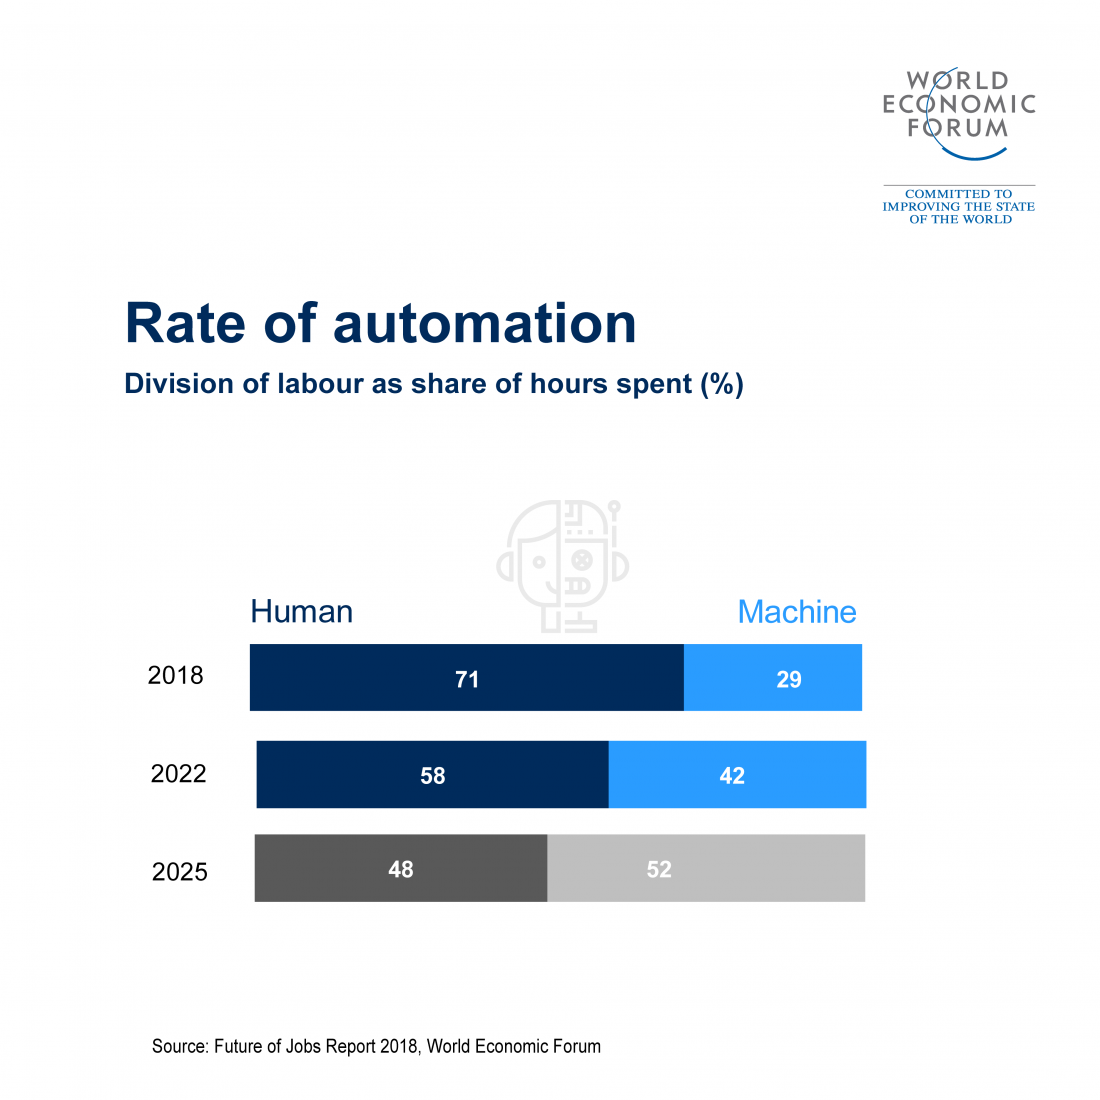 WORLD
ECONOMIC
FORUM
COMMITTED TO
IMPROVING THE STATE
OF THE WORLD
Rate of automation
Division of labour as share of hours spent (%)
Human Machine
2018 71 29
2022 58 42
2025 48 52
Source: Future of Jobs Report 2018, World Economic Forum